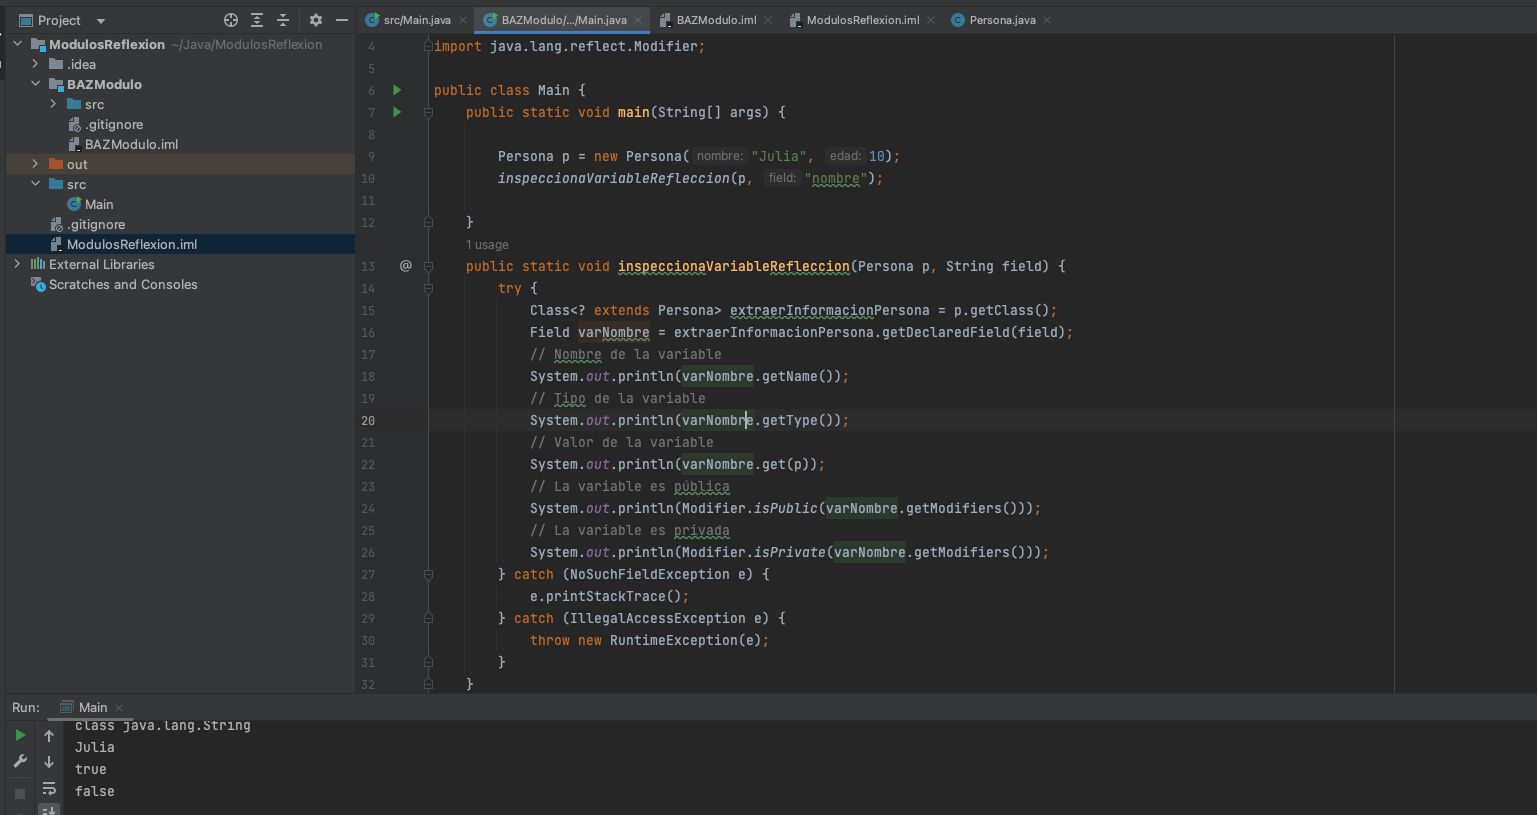 Project
src/Main.java
BAZModulo/.../Main.java
BAZModulo.iml
ModulosReflexion.iml
Persona.java
ModulosReflexion ~/Java/ModulosReflexion
.idea
BAZModulo
src
.gitignore
BAZModulo.iml
out
src
Main
.gitignore
ModulosReflexion.iml
External Libraries
Scratches and Consoles
4 import java.lang.reflect.Modifier;
5
6 public class Main {
7 public static void main(String[] args) {
8
9 Persona p = new Persona( nombre: "Julia", edad: 10);
10 inspeccionaVariableRefleccion(p, field: "nombre");
11
12 }
1 usage
13 @ public static void inspeccionaVariableRefleccion(Persona p, String field) {
14 try {
15 Class<? extends Persona> extraerInformacionPersona = p.getClass();
16 Field varNombre = extraerInformacionPersona.getDeclaredField(field);
17 // Nombre de la variable
18 System.out.println(varNombre.getName());
19 // Tipo de la variable
20 System.out.println(varNombre.getType());
21 // Valor de la variable
22 System.out.println(varNombre.get(p));
23 // La variable es pública
24 System.out.println(Modifier.isPublic(varNombre.getModifiers()));
25 // La variable es privada
26 System.out.println(Modifier.isPrivate(varNombre.getModifiers()));
27 } catch (NoSuchFieldException e) {
28 e.printStackTrace();
29 } catch (IllegalAccessException e) {
30 throw new RuntimeException(e);
31 }
32 }
Run: Main
class java.lang.String
Julia
true
false